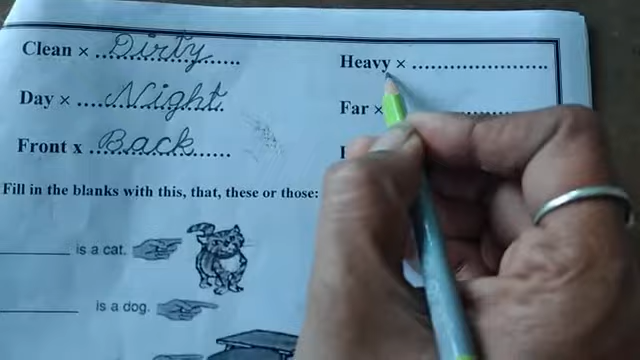 Clean × Dirty
Heavy ×
Day × Night
Far ×
Front x Back
Fill in the blanks with this, that, these or those:
is a cat.
is a dog.